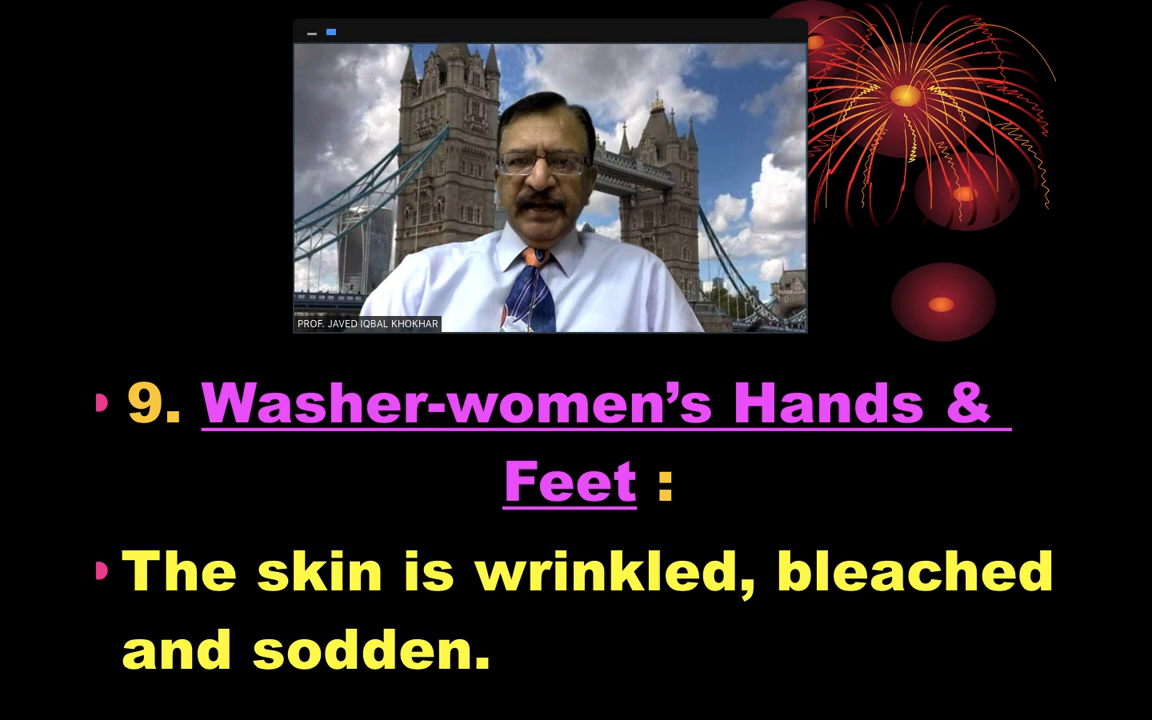 PROF. JAVED IQBAL KHOKHAR
9. Washer-women’s Hands &
Feet :
The skin is wrinkled, bleached
and sodden.